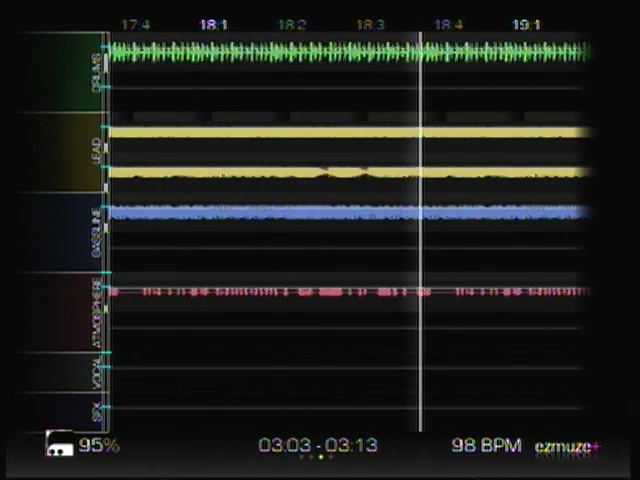 17:4 18:1 18:2 18:3 18:4 19:1
DRUMS
LEAD
BASSLINE
ATMOSPHERE
VOCAL
SFX
95% 03:03 - 03:13 98 BPM ezmuze+